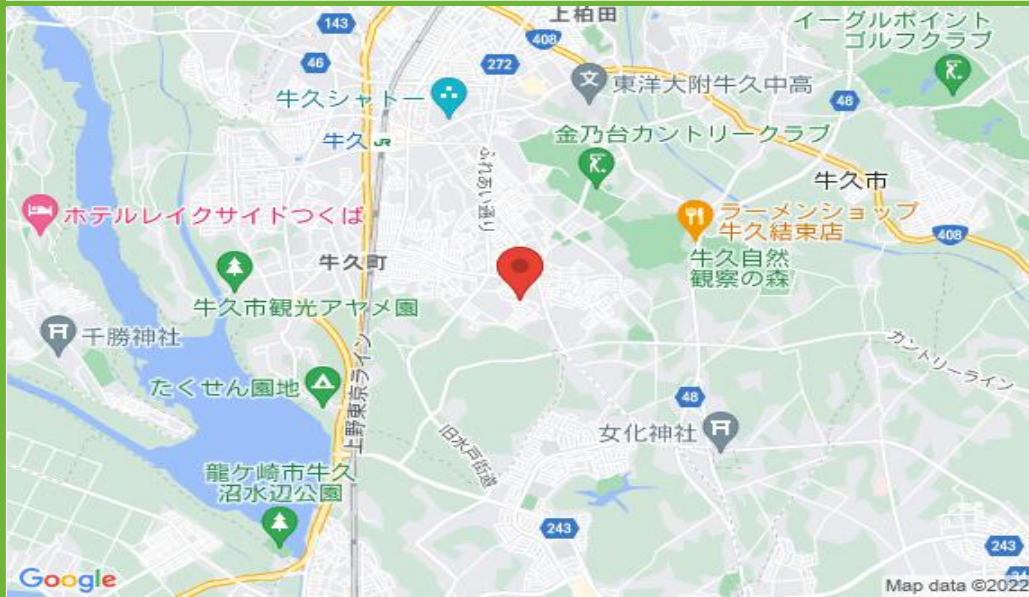 上柏田
イーグルポイント
ゴルフクラブ
143
408
46
272
牛久シャトー
東洋大附牛久中高
48
牛久 JR
金乃台カントリークラブ
ふれあい通り
牛久市
ホテルレイクサイドつくば
ラーメンショップ
牛久結束店
408
牛久町
牛久自然
観察の森
牛久市観光アヤメ園
千勝神社
カントリーライン
たくせん園地
上野東京ライン
48
女化神社
旧水戸街道
龍ケ崎市牛久
沼水辺公園
243
243
Google
Map data ©2022